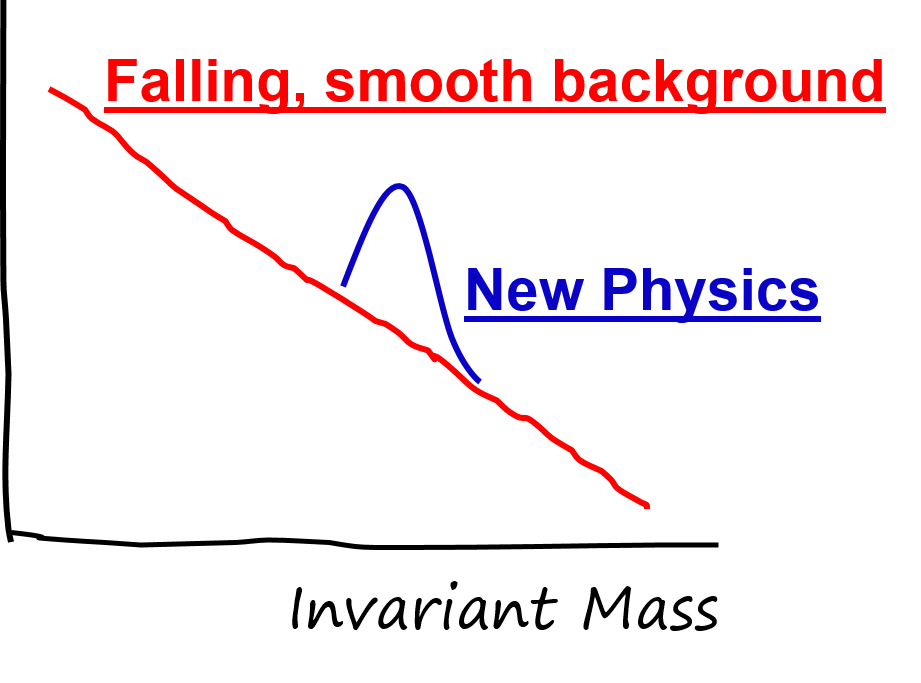 Falling, smooth background
New Physics
Invariant Mass